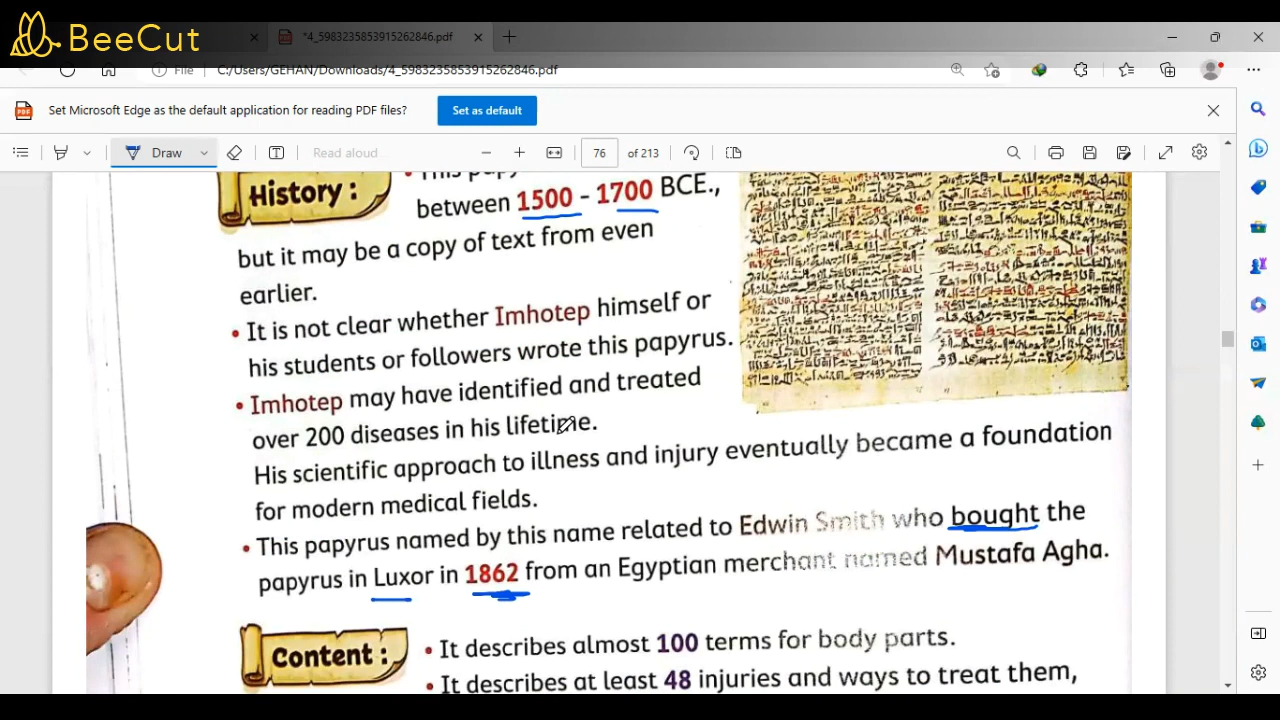 BeeCut
*4_5983235853915262846.pdf
File C:/Users/GEHAN/Downloads/4_5983235853915262846.pdf
Set Microsoft Edge as the default application for reading PDF files? Set as default
Draw Read aloud 76 of 213
History : • This
between 1500 - 1700 BCE.,
but it may be a copy of text from even
earlier.
• It is not clear whether Imhotep himself or
his students or followers wrote this papyrus.
• Imhotep may have identified and treated
over 200 diseases in his lifetime.
His scientific approach to illness and injury eventually became a foundation
for modern medical fields.
• This papyrus named by this name related to Edwin Smith who bought the
papyrus in Luxor in 1862 from an Egyptian merchant named Mustafa Agha.
Content : • It describes almost 100 terms for body parts.
• It describes at least 48 injuries and ways to treat them,